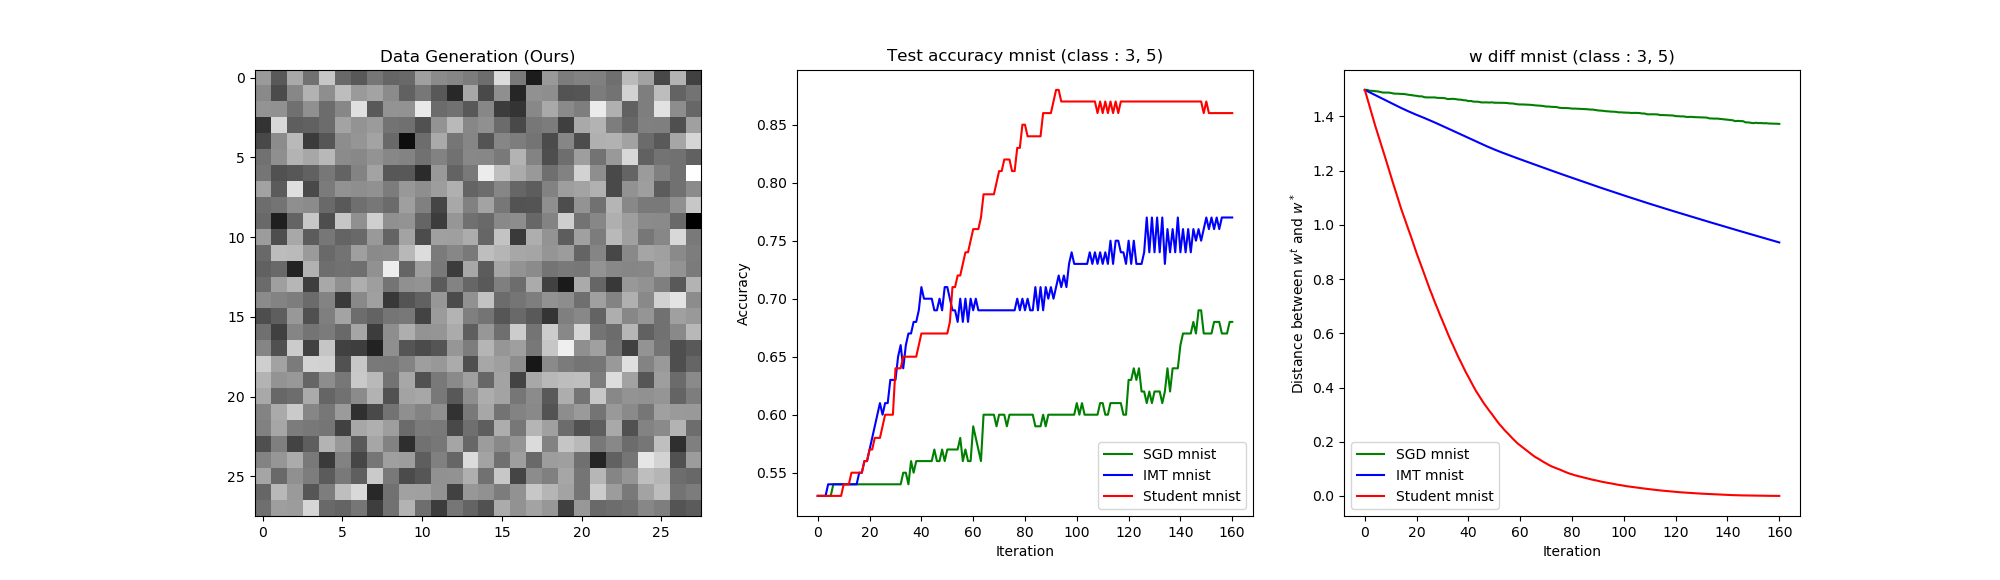 Data Generation (Ours)
0
5
10
15
20
25
0 5 10 15 20 25
Test accuracy mnist (class : 3, 5)
Accuracy
0.85
0.80
0.75
0.70
0.65
0.60
0.55
SGD mnist
IMT mnist
Student mnist
0 20 40 60 80 100 120 140 160
Iteration
w diff mnist (class : 3, 5)
Distance between w^t and w^*
1.4
1.2
1.0
0.8
0.6
0.4
0.2
0.0
SGD mnist
IMT mnist
Student mnist
0 20 40 60 80 100 120 140 160
Iteration